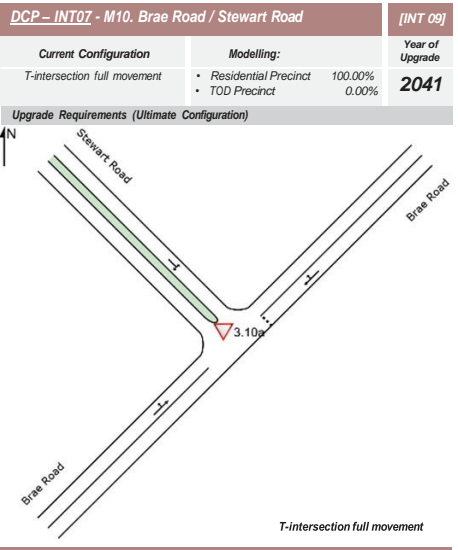 DCP – INT07 - M10. Brae Road / Stewart Road
[INT 09]
Current Configuration
Modelling:
Year of
Upgrade
T-intersection full movement
• Residential Precinct 100.00%
• TOD Precinct 0.00%
2041
Upgrade Requirements (Ultimate Configuration)
N
Stewart Road
Brae Road
3.10a
Brae Road
T-intersection full movement